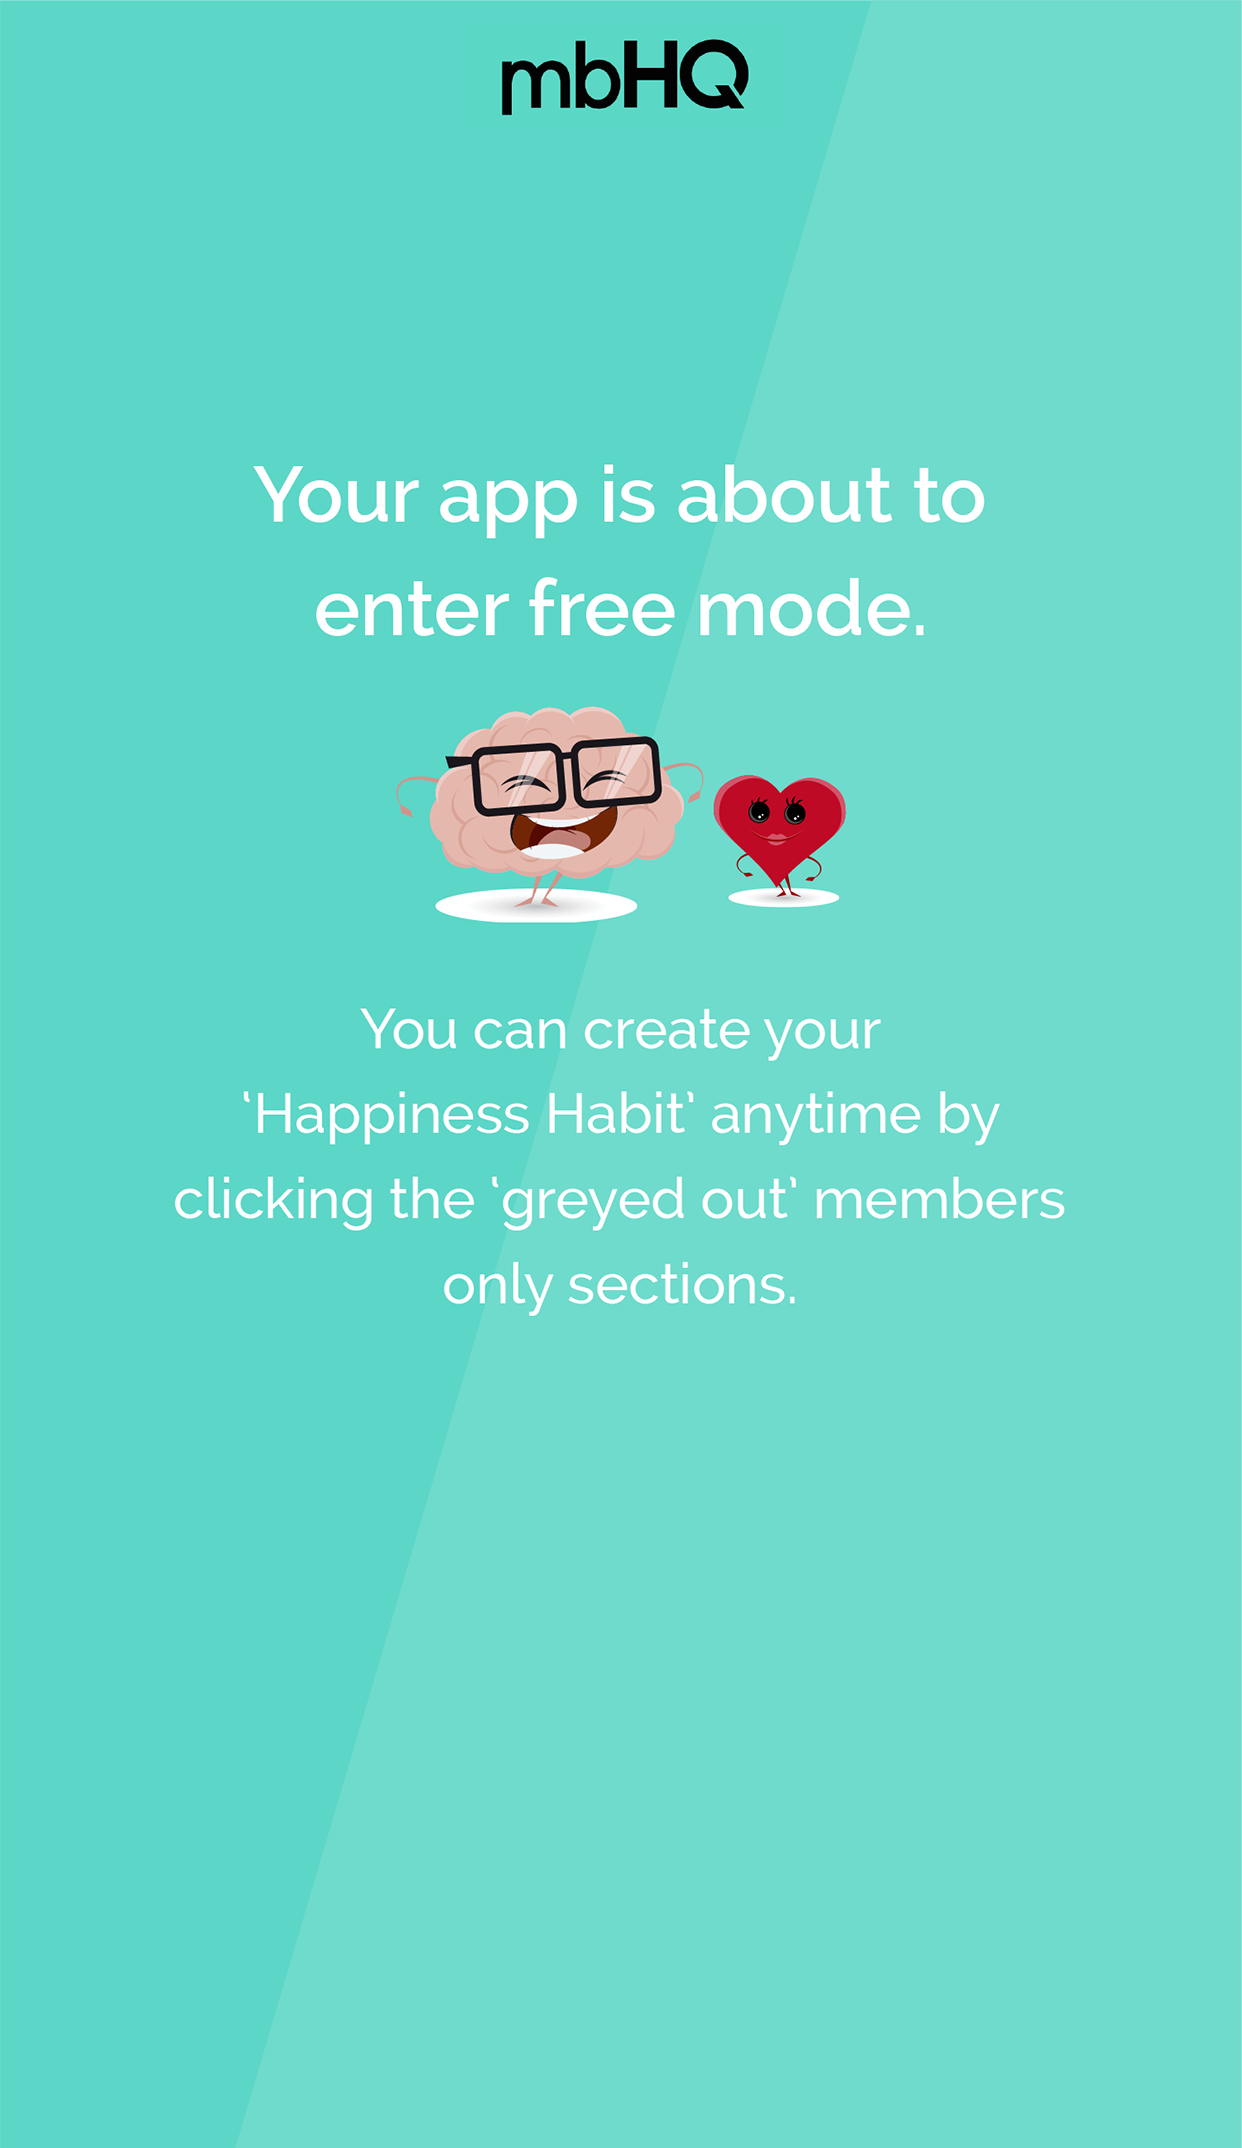 mbHQ
Your app is about to
enter free mode.
You can create your
‘Happiness Habit’ anytime by
clicking the ‘greyed out’ members
only sections.